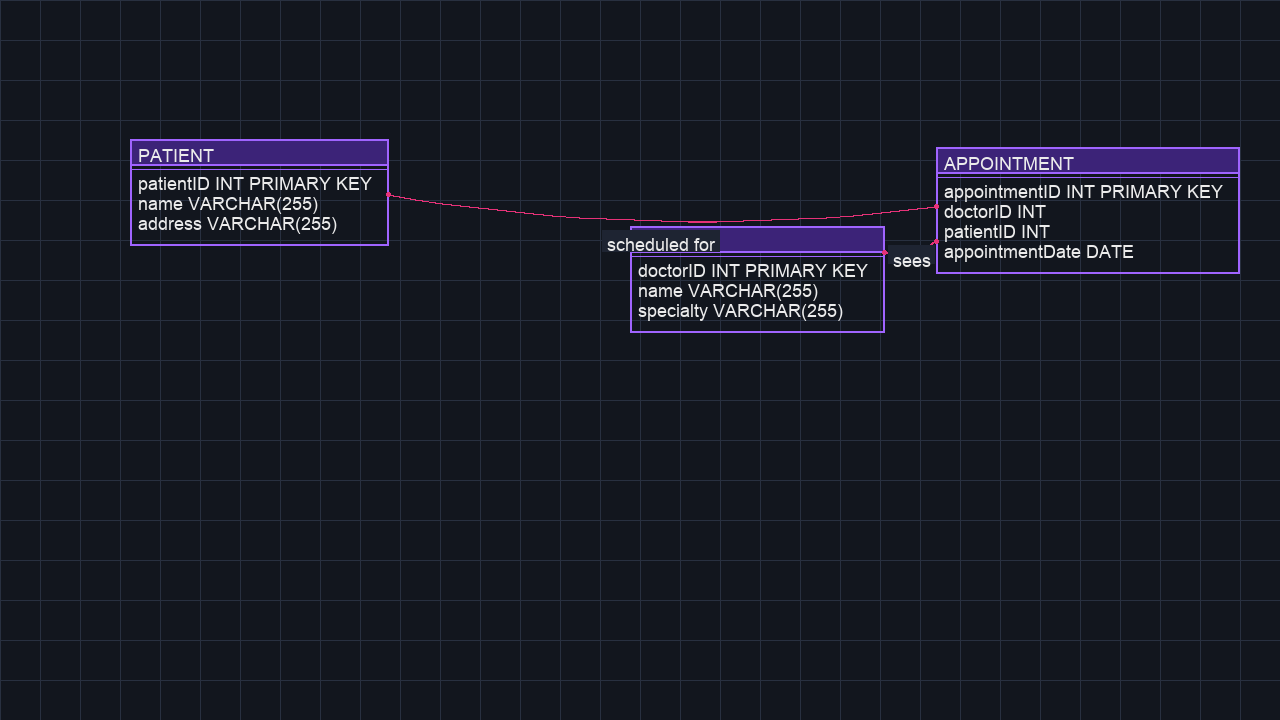 PATIENT
patientID INT PRIMARY KEY
name VARCHAR(255)
address VARCHAR(255)
scheduled for
doctorID INT PRIMARY KEY
name VARCHAR(255)
specialty VARCHAR(255)
sees
APPOINTMENT
appointmentID INT PRIMARY KEY
doctorID INT
patientID INT
appointmentDate DATE